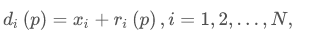 d_i (p) = x_i + r_i (p) , i = 1, 2, . . . , N,